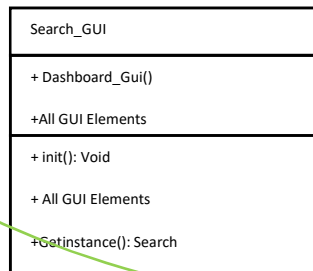 Search_GUI
+ Dashboard_Gui()
+All GUI Elements
+ init(): Void
+ All GUI Elements
+Getinstance(): Search